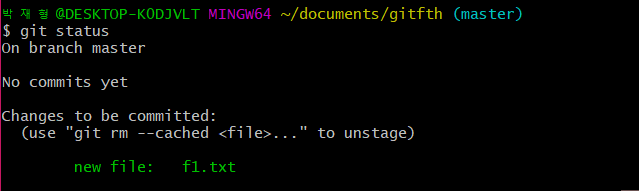 박 재 형 @DESKTOP-K0DJVLT MINGW64 ~/documents/gitfth (master)
$ git status
On branch master
No commits yet
Changes to be committed:
(use "git rm --cached <file>..." to unstage)
new file: f1.txt